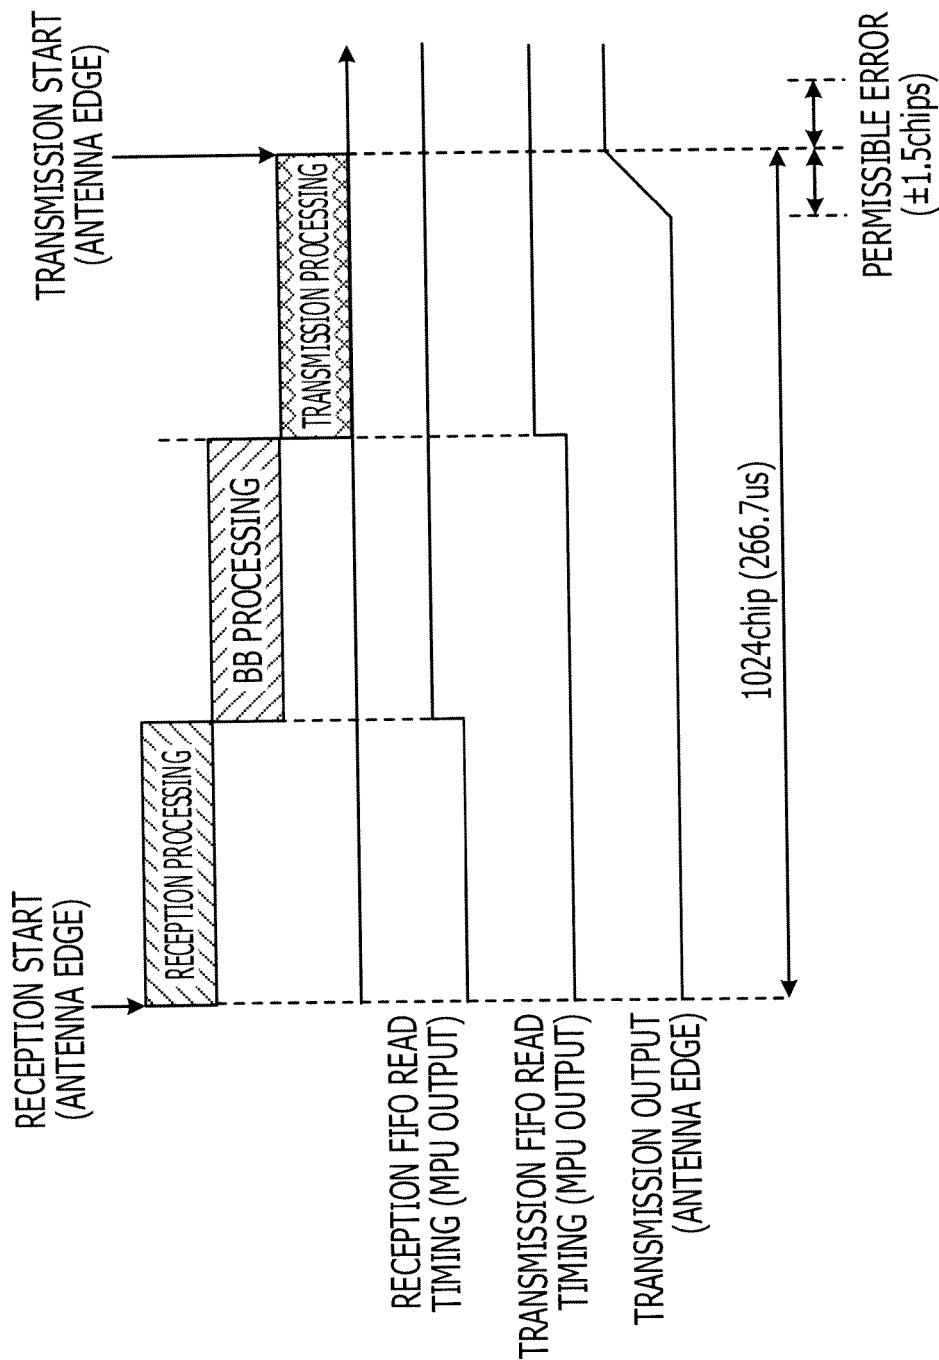 RECEPTION START
(ANTENNA EDGE)
TRANSMISSION START
(ANTENNA EDGE)
RECEPTION PROCESSING
BB PROCESSING
TRANSMISSION PROCESSING
RECEPTION FIFO READ
TIMING (MPU OUTPUT)
TRANSMISSION FIFO READ
TIMING (MPU OUTPUT)
TRANSMISSION OUTPUT
(ANTENNA EDGE)
1024chip (266.7us)
PERMISSIBLE ERROR
(±1.5chips)